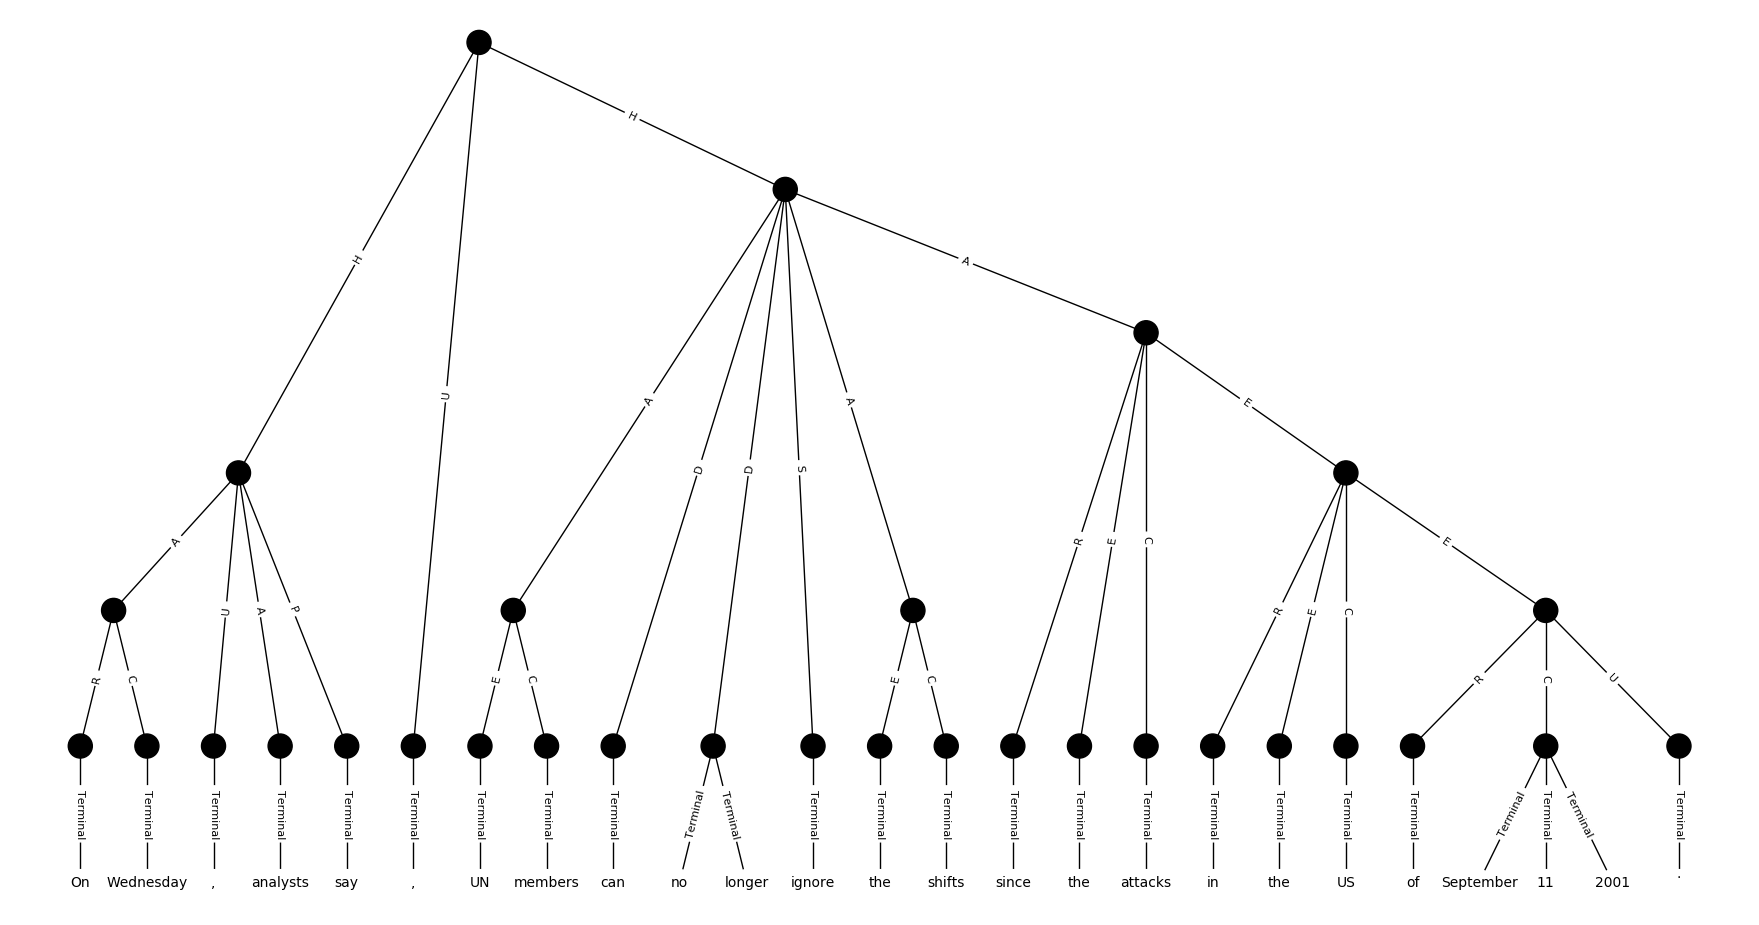 H
H
A
U
A
D
D
S
A
A
E
R
E
C
E
A
U
A
P
R
E
C
R
C
E
C
E
C
R
C
U
Terminal Terminal Terminal Terminal Terminal Terminal Terminal Terminal Terminal Terminal Terminal Terminal Terminal Terminal Terminal Terminal Terminal Terminal Terminal Terminal Terminal Terminal Terminal Terminal Terminal
On Wednesday , analysts say , UN members can no longer ignore the shifts since the attacks in the US of September 11 2001 .